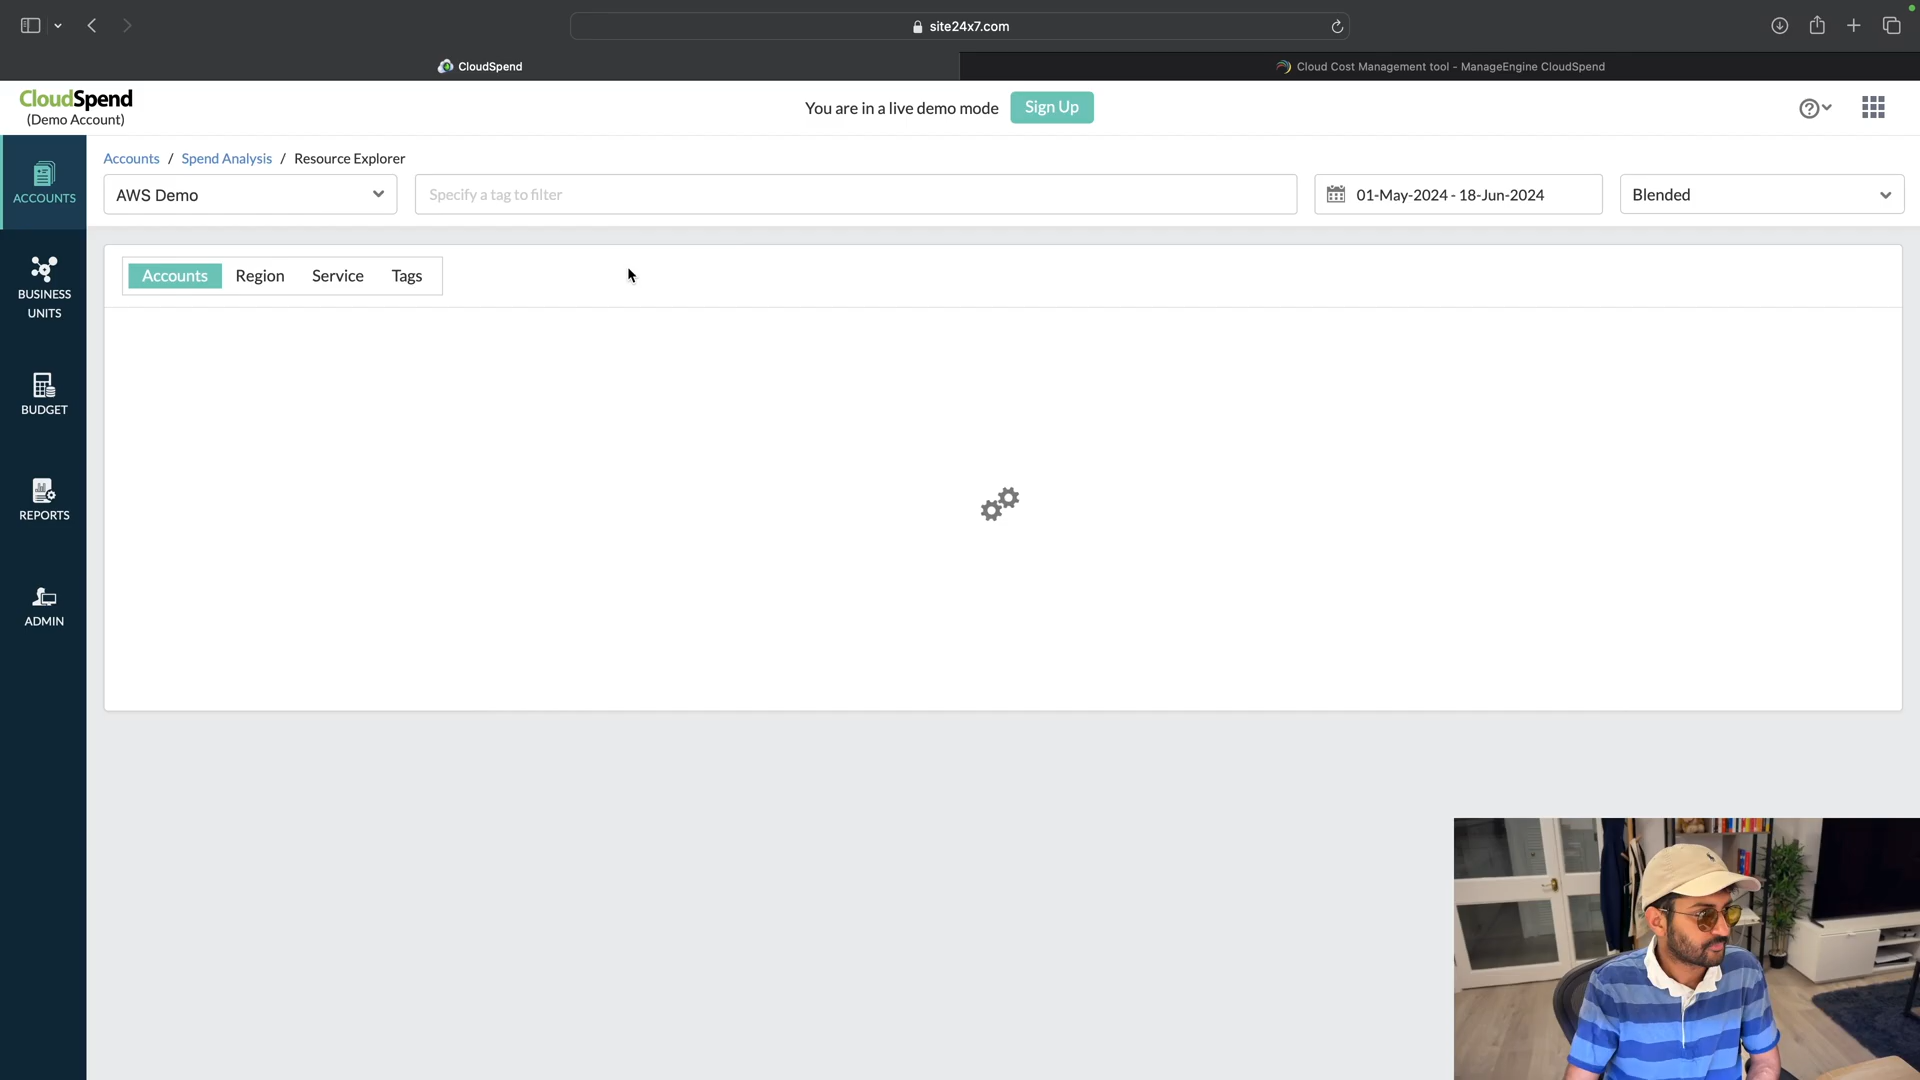 site24x7.com
CloudSpend
Cloud Cost Management tool - ManageEngine CloudSpend
CloudSpend
(Demo Account)
You are in a live demo mode
Sign Up
Accounts / Spend Analysis / Resource Explorer
AWS Demo
Specify a tag to filter
01-May-2024 - 18-Jun-2024
Blended
Accounts
Region
Service
Tags
ACCOUNTS
BUSINESS
UNITS
BUDGET
REPORTS
ADMIN